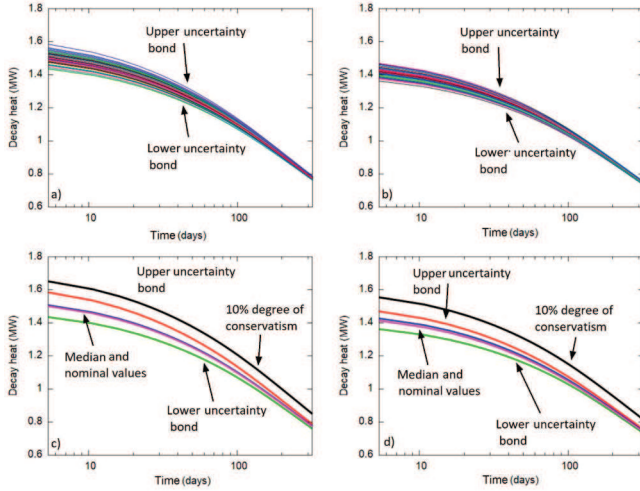 1.8
1.6
1.4
1.2
1
0.8
0.6
Decay heat (MW)
Upper uncertainty
bond
Lower uncertainty
bond
a)
10
100
Time (days)
1.8
1.6
1.4
1.2
1
0.8
0.6
Decay heat (MW)
Upper uncertainty
bond
Lower uncertainty
bond
b)
10
100
Time (days)
1.8
1.6
1.4
1.2
1
0.8
0.6
Decay heat (MW)
Upper uncertainty
bond
10% degree of
conservatism
Median and
nominal values
Lower uncertainty
bond
c)
10
100
Time (days)
1.8
1.6
1.4
1.2
1
0.8
0.6
Decay heat (MW)
Upper uncertainty
bond
10% degree of
conservatism
Median and
nominal values
Lower uncertainty
bond
d)
10
100
Time (days)